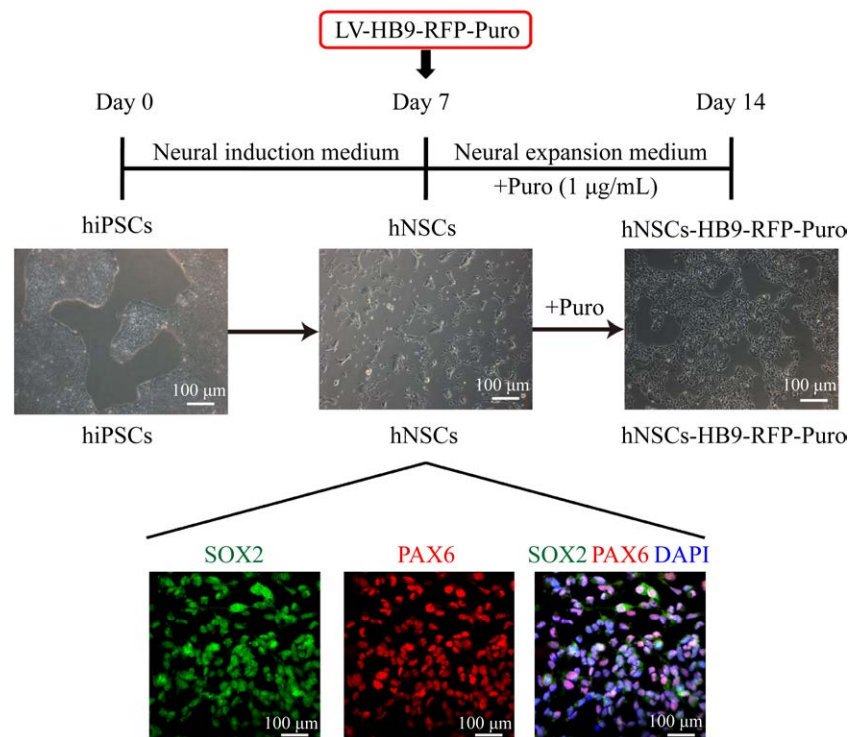 LV-HB9-RFP-Puro
Day 0 Day 7 Day 14
Neural induction medium Neural expansion medium
+Puro (1 μg/mL)
hiPSCs hNSCs hNSCs-HB9-RFP-Puro
+Puro
100 μm 100 μm 100 μm
hiPSCs hNSCs hNSCs-HB9-RFP-Puro
SOX2 PAX6 SOX2 PAX6 DAPI
100 μm 100 μm 100 μm